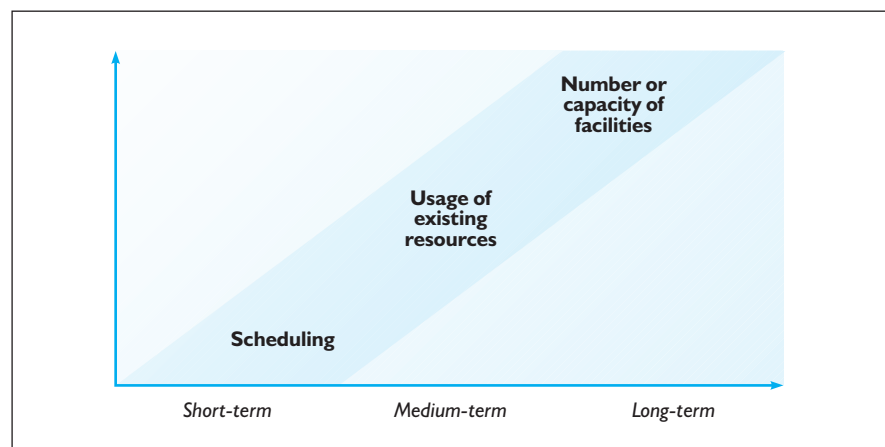 Number or
capacity of
facilities
Usage of
existing
resources
Scheduling
Short-term
Medium-term
Long-term